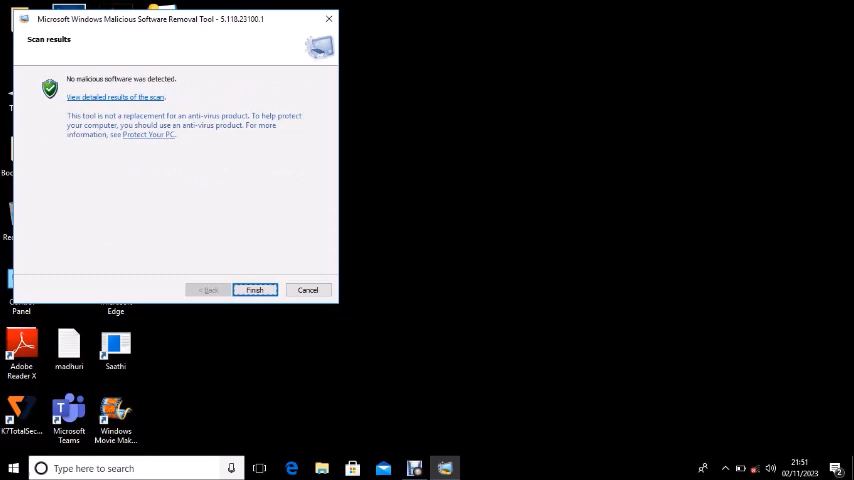 Microsoft Windows Malicious Software Removal Tool - 5.118.23100.1
Scan results
No malicious software was detected.
View detailed results of the scan.
This tool is not a replacement for an anti-virus product. To help protect
your computer, you should use an anti-virus product. For more
information, see Protect Your PC.
< Back
Finish
Cancel
Control
Panel
Edge
Adobe
Reader X
madhuri
Saathi
K7TotalSec...
Microsoft
Teams
Windows
Movie Mak...
Type here to search
21:51
02/11/2023
2